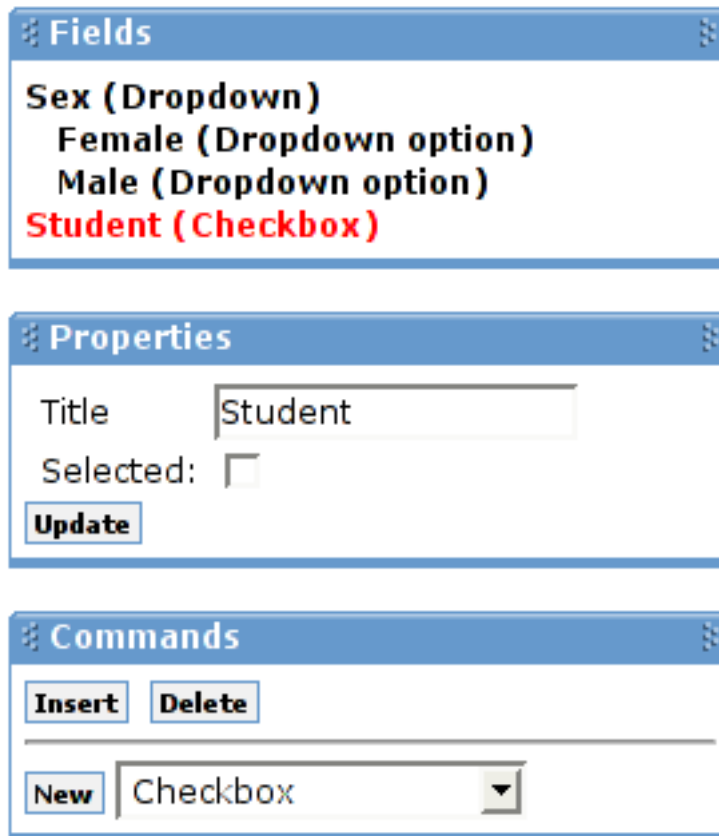 Fields
Sex (Dropdown)
Female (Dropdown option)
Male (Dropdown option)
Student (Checkbox)
Properties
Title Student
Selected:
Update
Commands
Insert Delete
New Checkbox